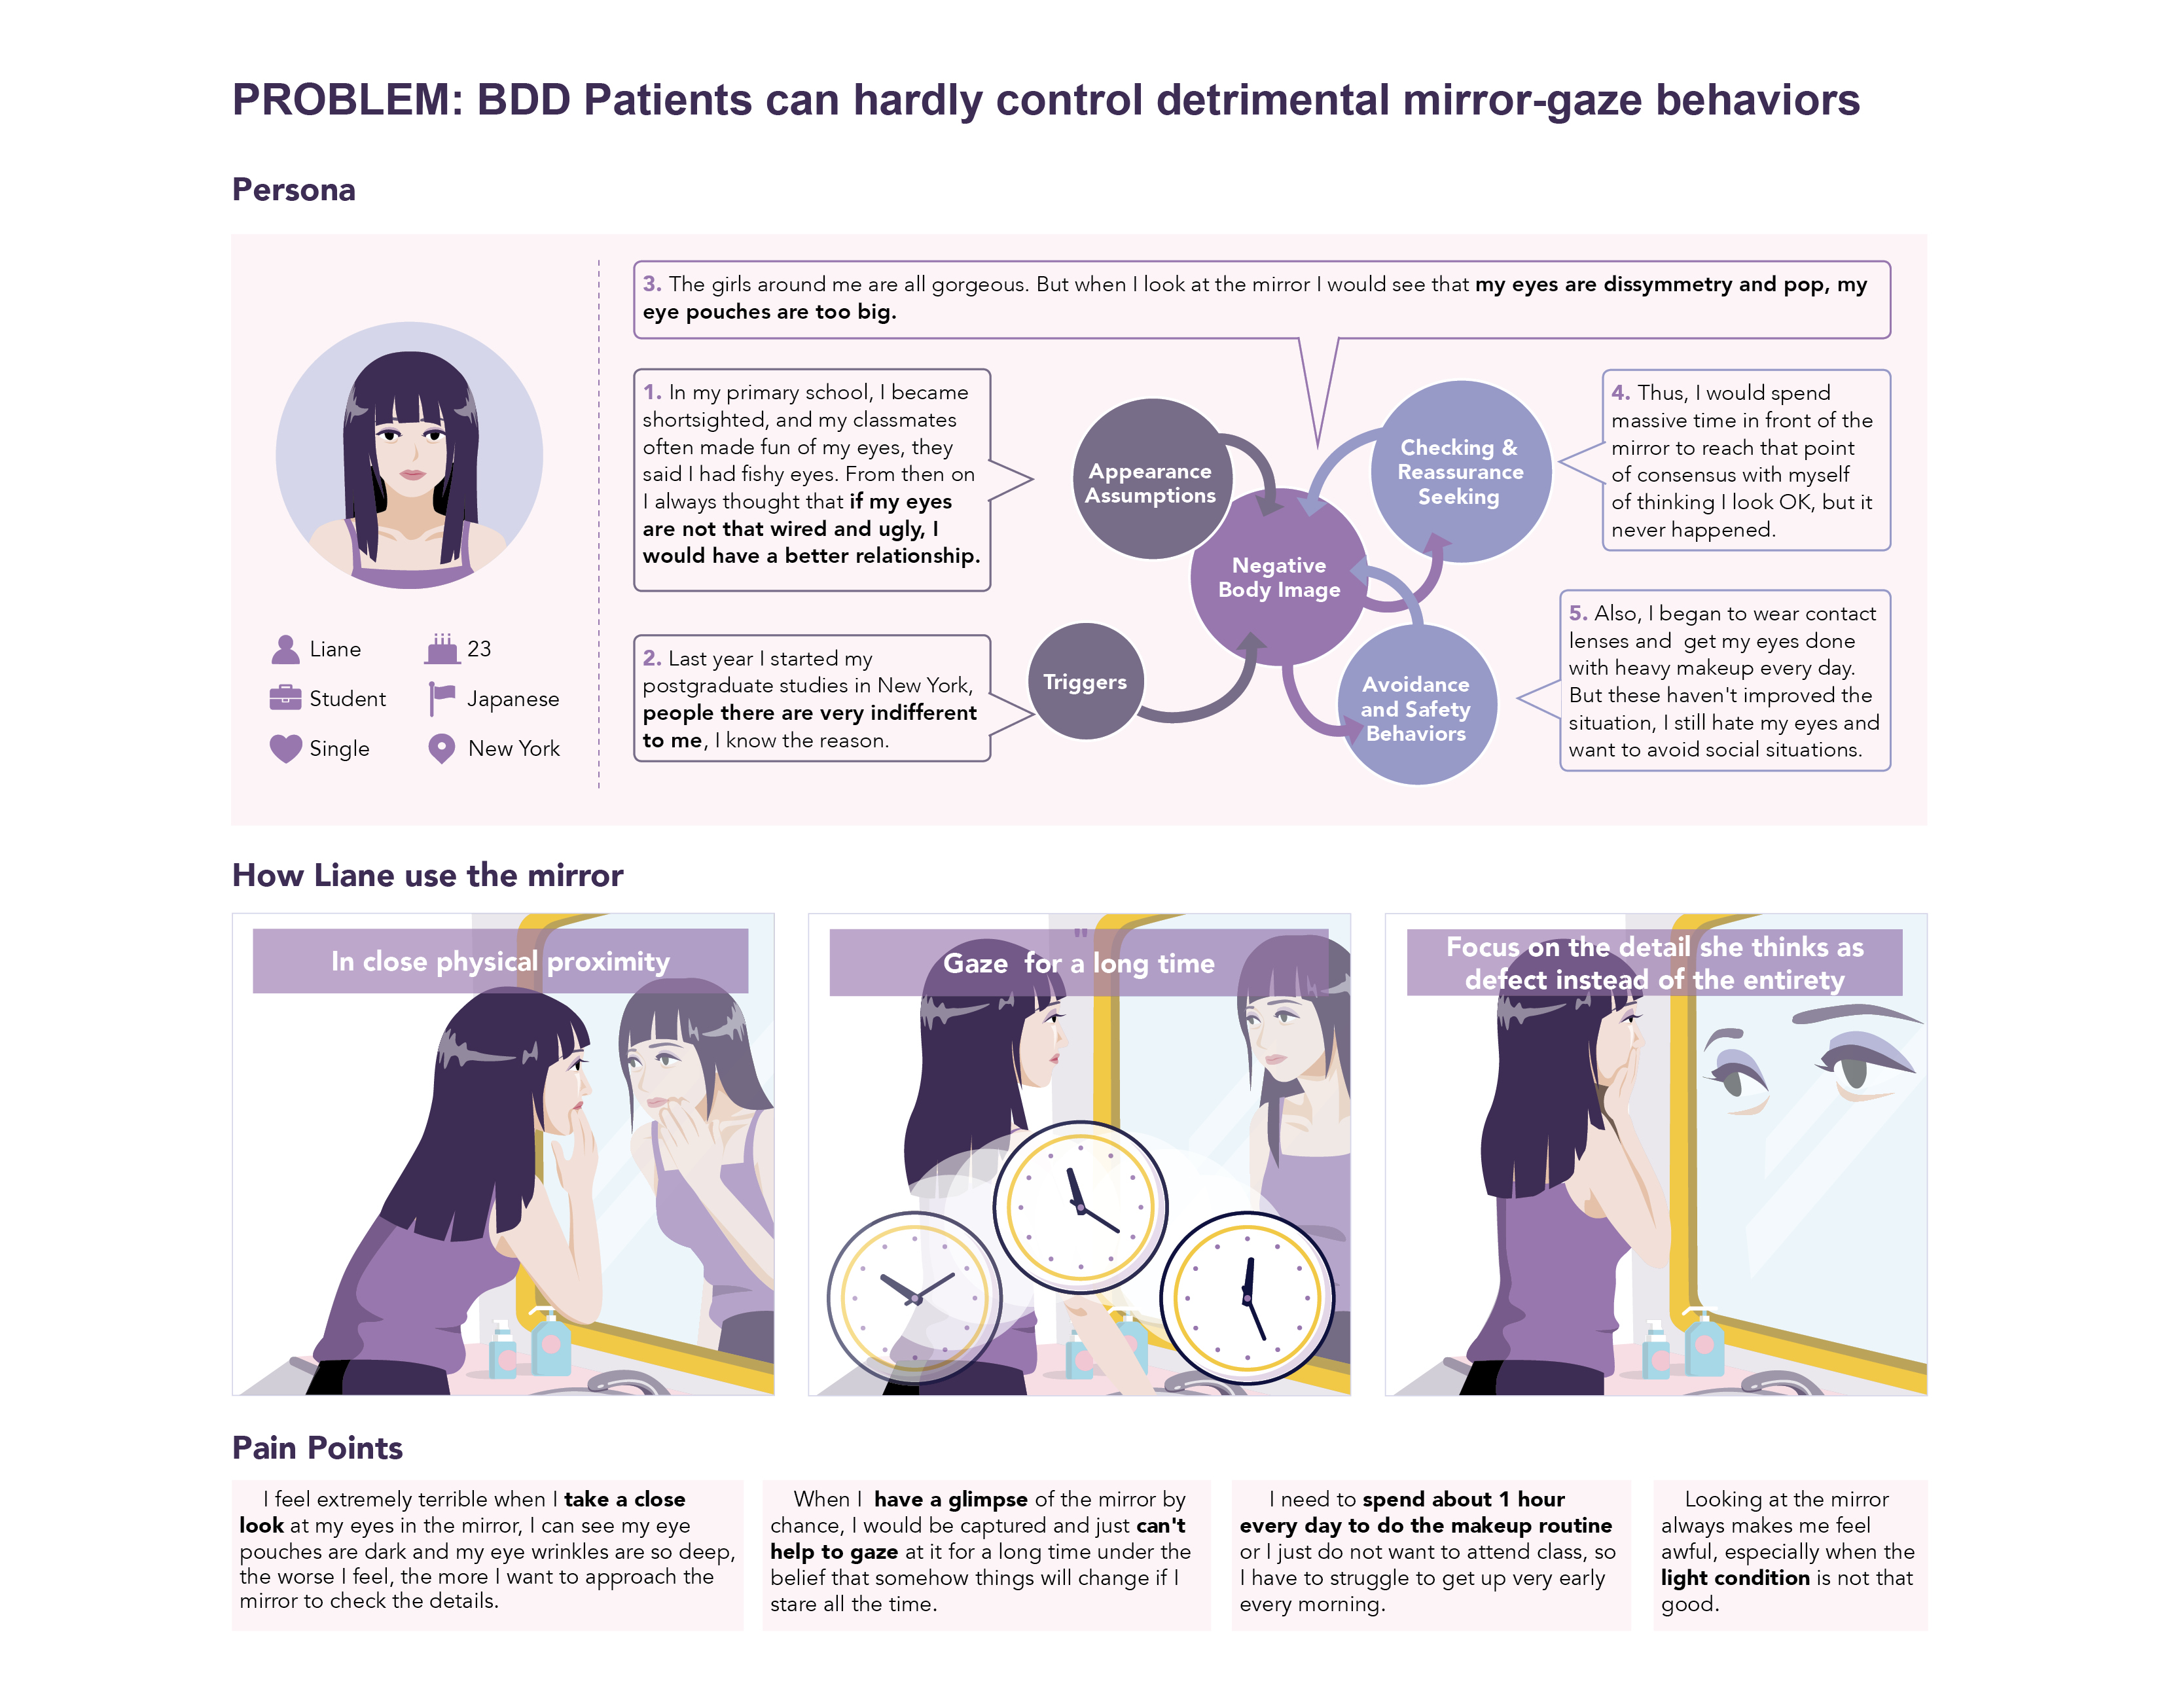 PROBLEM: BDD Patients can hardly control detrimental mirror-gaze behaviors
Persona
Liane
23
Student
Japanese
Single
New York
3. The girls around me are all gorgeous. But when I look at the mirror I would see that my eyes are dissymmetry and pop, my
eye pouches are too big.
1. In my primary school, I became
shortsighted, and my classmates
often made fun of my eyes, they
said I had fishy eyes. From then on
I always thought that if my eyes
are not that wired and ugly, I
would have a better relationship.
2. Last year I started my
postgraduate studies in New York,
people there are very indifferent
to me, I know the reason.
Appearance
Assumptions
Triggers
Negative
Body Image
Checking &
Reassurance
Seeking
Avoidance
and Safety
Behaviors
4. Thus, I would spend
massive time in front of the
mirror to reach that point
of consensus with myself
of thinking I look OK, but it
never happened.
5. Also, I began to wear contact
lenses and  get my eyes done
with heavy makeup every day.
But these haven't improved the
situation, I still hate my eyes and
want to avoid social situations.
How Liane use the mirror
In close physical proximity
"
Gaze  for a long time
Focus on the detail she thinks as
defect instead of the entirety
Pain Points
I feel extremely terrible when I take a close
look at my eyes in the mirror, I can see my eye
pouches are dark and my eye wrinkles are so deep,
the worse I feel, the more I want to approach the
mirror to check the details.
When I  have a glimpse of the mirror by
chance, I would be captured and just can't
help to gaze at it for a long time under the
belief that somehow things will change if I
stare all the time.
I need to spend about 1 hour
every day to do the makeup routine
or I just do not want to attend class, so
I have to struggle to get up very early
every morning.
Looking at the mirror
always makes me feel
awful, especially when the
light condition is not that
good.